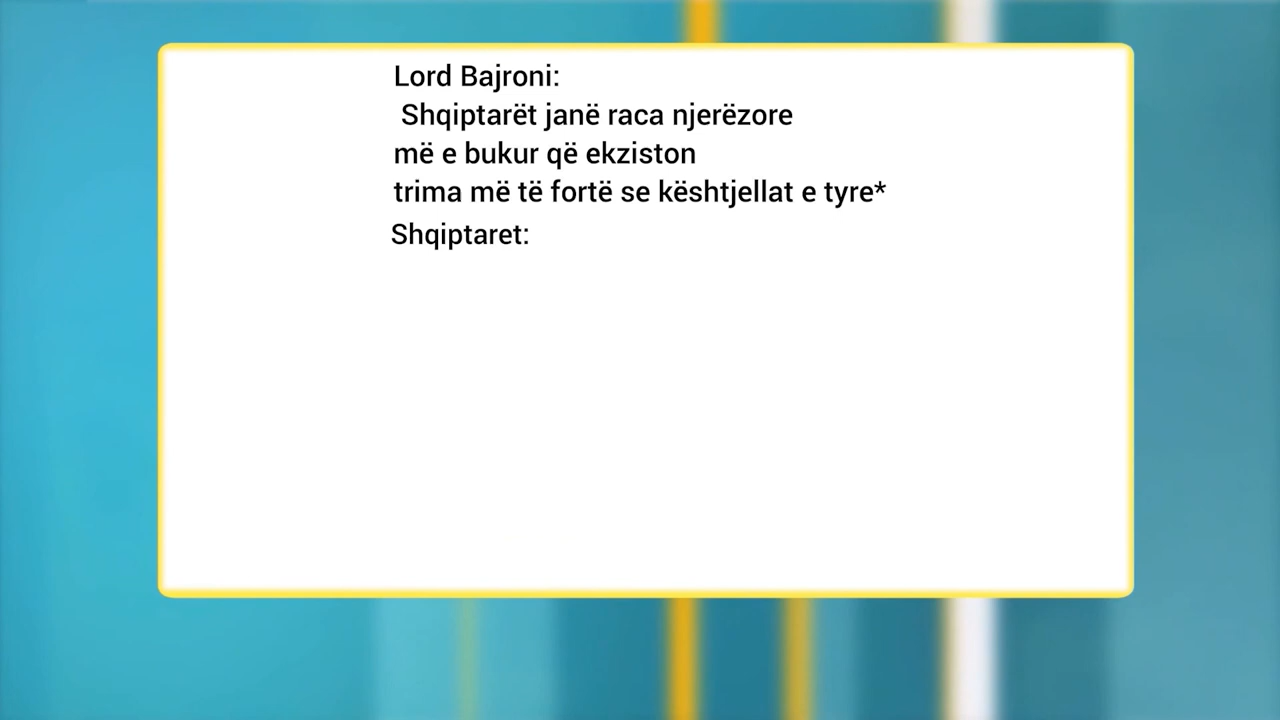 Lord Bajroni:
Shqiptarët janë raca njerëzore
më e bukur që ekziston
trima më të fortë se kështjellat e tyre*
Shqiptaret: